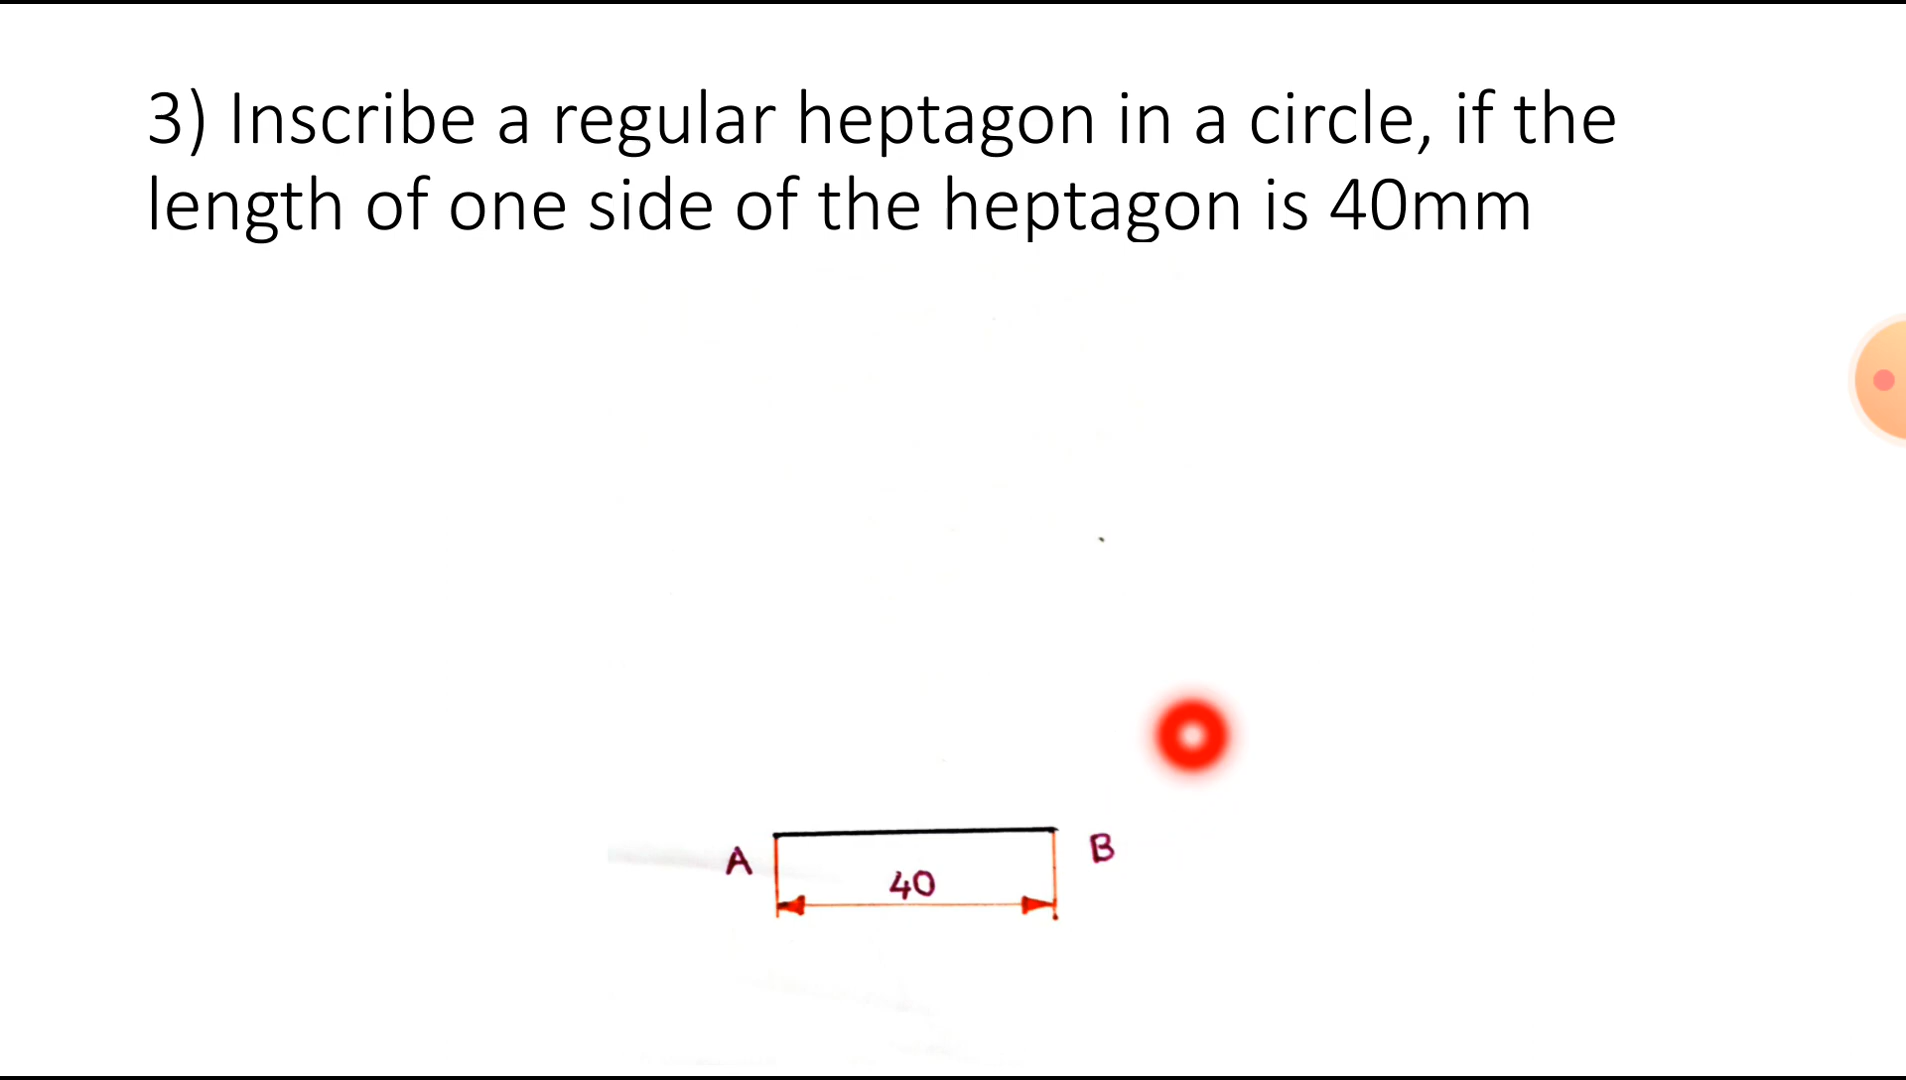 3) Inscribe a regular heptagon in a circle, if the
length of one side of the heptagon is 40mm
A
B
40